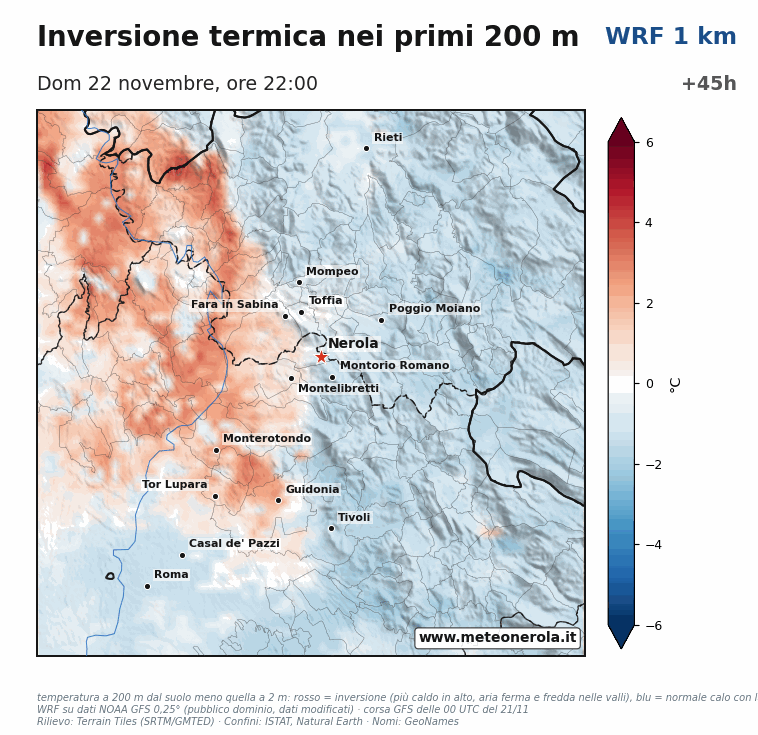 Inversione termica nei primi 200 m WRF 1 km
Dom 22 novembre, ore 22:00 +45h
Rieti
Mompeo
Fara in Sabina
Toffia
Poggio Moiano
Nerola
Montorio Romano
Montelibretti
Monterotondo
Tor Lupara
Guidonia
Tivoli
Casal de' Pazzi
Roma
www.meteonerola.it
6
4
2
0
−2
−4
−6
°C
temperatura a 200 m dal suolo meno quella a 2 m: rosso = inversione (più caldo in alto, aria ferma e fredda nelle valli), blu = normale calo con l
WRF su dati NOAA GFS 0,25° (pubblico dominio, dati modificati) · corsa GFS delle 00 UTC del 21/11
Rilievo: Terrain Tiles (SRTM/GMTED) · Confini: ISTAT, Natural Earth · Nomi: GeoNames